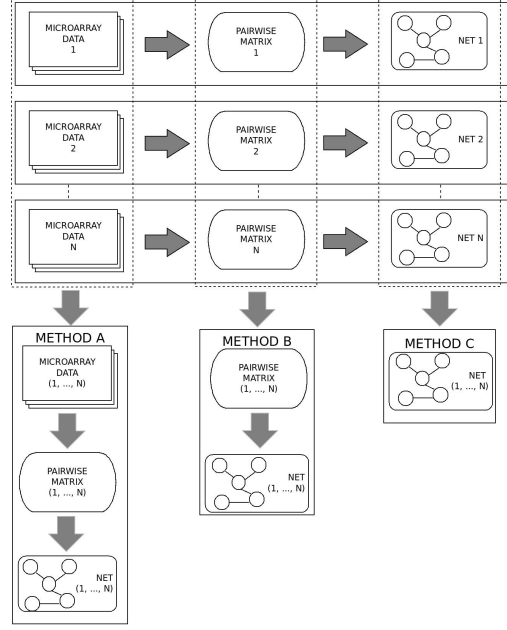 MICROARRAY
DATA
1
PAIRWISE
MATRIX
1
NET 1
MICROARRAY
DATA
2
PAIRWISE
MATRIX
2
NET 2
MICROARRAY
DATA
N
PAIRWISE
MATRIX
N
NET N
METHOD A
MICROARRAY
DATA
(1, ..., N)
PAIRWISE
MATRIX
(1, ..., N)
NET
(1, ..., N)
METHOD B
PAIRWISE
MATRIX
(1, ..., N)
NET
(1, ..., N)
METHOD C
NET
(1, ..., N)